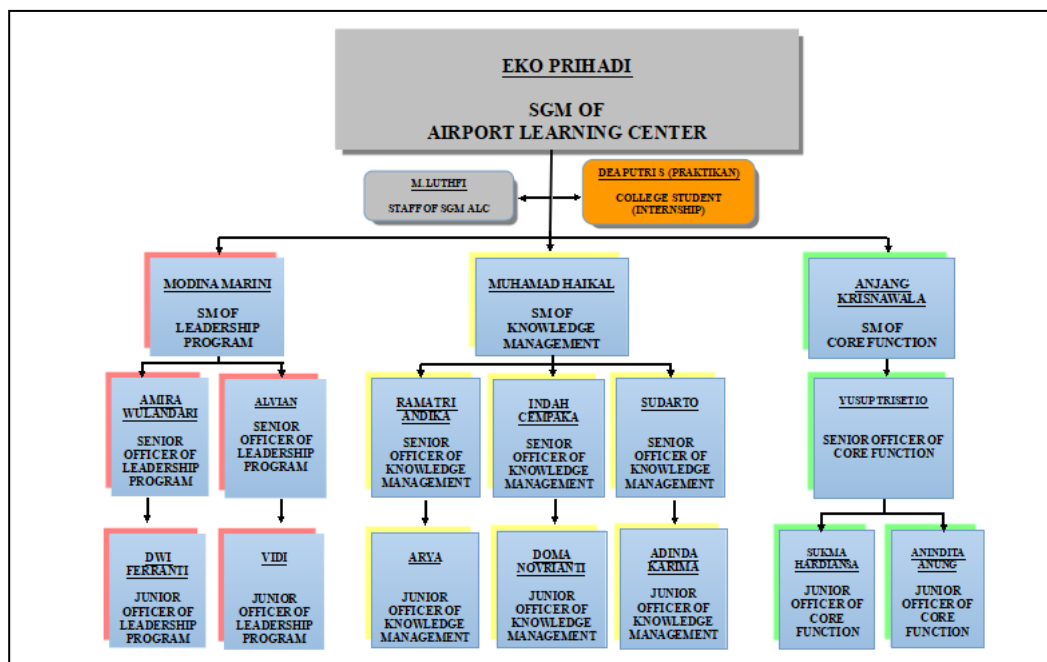 EKO PRIHADI
SGM OF
AIRPORT LEARNING CENTER
M. LUTHFI
STAFF OF SGM ALC
DEA PUTRI S (PRAKTIKAN)
COLLEGE STUDENT
(INTERNSHIP)
MODINA MARINI
SM OF
LEADERSHIP
PROGRAM
MUHAMAD HAIKAL
SM OF
KNOWLEDGE
MANAGEMENT
ANJANG
KRISNAWALA
SM OF
CORE FUNCTION
AMIRA
WULANDARI
SENIOR
OFFICER OF
LEADERSHIP
PROGRAM
ALVIAN
SENIOR
OFFICER OF
LEADERSHIP
PROGRAM
RAMATRI
ANDIKA
SENIOR
OFFICER OF
KNOWLEDGE
MANAGEMENT
INDAH
CEMPAKA
SENIOR
OFFICER OF
KNOWLEDGE
MANAGEMENT
SUDARTO
SENIOR
OFFICER OF
KNOWLEDGE
MANAGEMENT
YUSUP TRISETIO
SENIOR OFFICER OF
CORE FUNCTION
DWI
FEKRANTI
JUNIOR
OFFICER OF
LEADERSHIP
PROGRAM
VIDI
JUNIOR
OFFICER OF
LEADERSHIP
PROGRAM
ARYA
JUNIOR
OFFICER OF
KNOWLEDGE
MANAGEMENT
DOMA
NOVRIANTI
JUNIOR
OFFICER OF
KNOWLEDGE
MANAGEMENT
ADINDA
KARIMA
JUNIOR
OFFICER OF
KNOWLEDGE
MANAGEMENT
SUKMA
HARDIANSA
JUNIOR
OFFICER OF
CORE
FUNCTION
ANINDITA
ANUNG
JUNIOR
OFFICER OF
CORE
FUNCTION